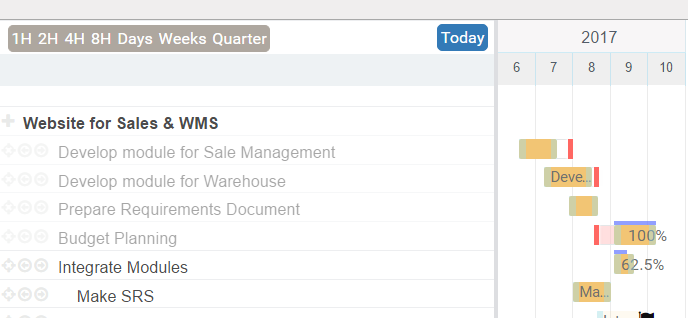 1H 2H 4H 8H Days Weeks Quarter Today
2017
6 7 8 9 10
Website for Sales & WMS
Develop module for Sale Management
Develop module for Warehouse Deve...
Prepare Requirements Document
Budget Planning 100%
Integrate Modules 62.5%
Make SRS Ma...